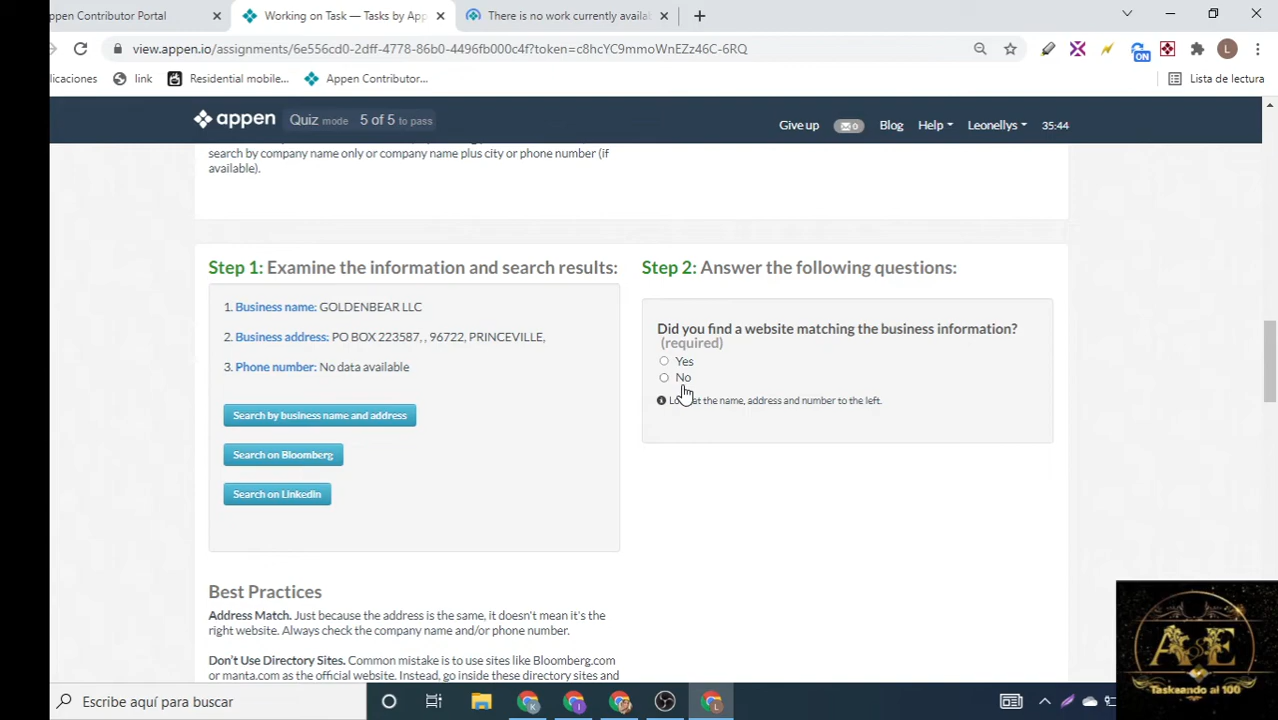 ppen Contributor Portal
Working on Task — Tasks by App
There is no work currently availa
view.appen.io/assignments/6e556cd0-2dff-4778-86b0-4496fb000c4f?token=c8hcYC9mmoWnEZz46C-6RQ
ON
L
licaciones
link
Residential mobile...
Appen Contributor...
Lista de lectura
appen
Quiz mode
5 of 5 to pass
Give up
0
Blog
Help
Leonellys
35:44
search by company name only or company name plus city or phone number (if
available).
Step 1: Examine the information and search results:
1. Business name: GOLDENBEAR LLC
2. Business address: PO BOX 223587, , 96722, PRINCEVILLE,
3. Phone number: No data available
Search by business name and address
Search on Bloomberg
Search on Linkedin
Step 2: Answer the following questions:
Did you find a website matching the business information?
(required)
Yes
No
at the name, address and number to the left.
Best Practices
Address Match. Just because the address is the same, it doesn't mean it's the
right website. Always check the company name and/or phone number.
Don't Use Directory Sites. Common mistake is to use sites like Bloomberg.com
or manta.com as the official website. Instead, go inside these directory sites and
Escribe aquí para buscar
A&E
Taskeando al 100